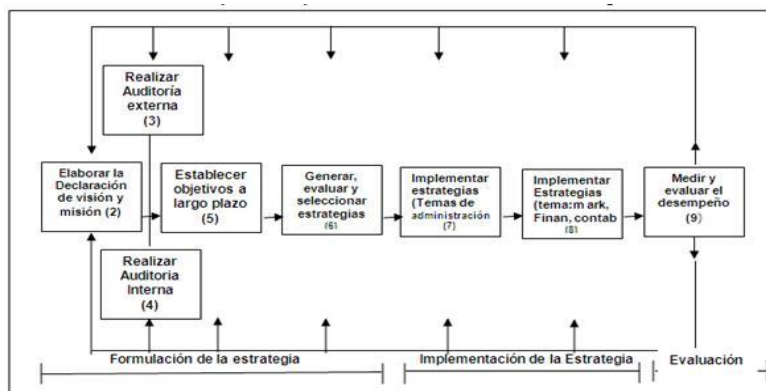 Realizar
Auditoría
externa
(3)
Elaborar la
Declaración
de visión y
misión (2)
Establecer
objetivos a
largo plazo
(5)
Generar,
evaluar y
seleccionar
estrategias
(6)
Implementar
estrategias
(Temas de
administración
(7)
Implementar
Estrategias
(tema:m ark,
Finan, contab
(8)
Medir y
evaluar el
desempeño
(9)
Realizar
Auditoria
Interna
(4)
Formulación de la estrategia
Implementación de la Estrategia
Evaluación